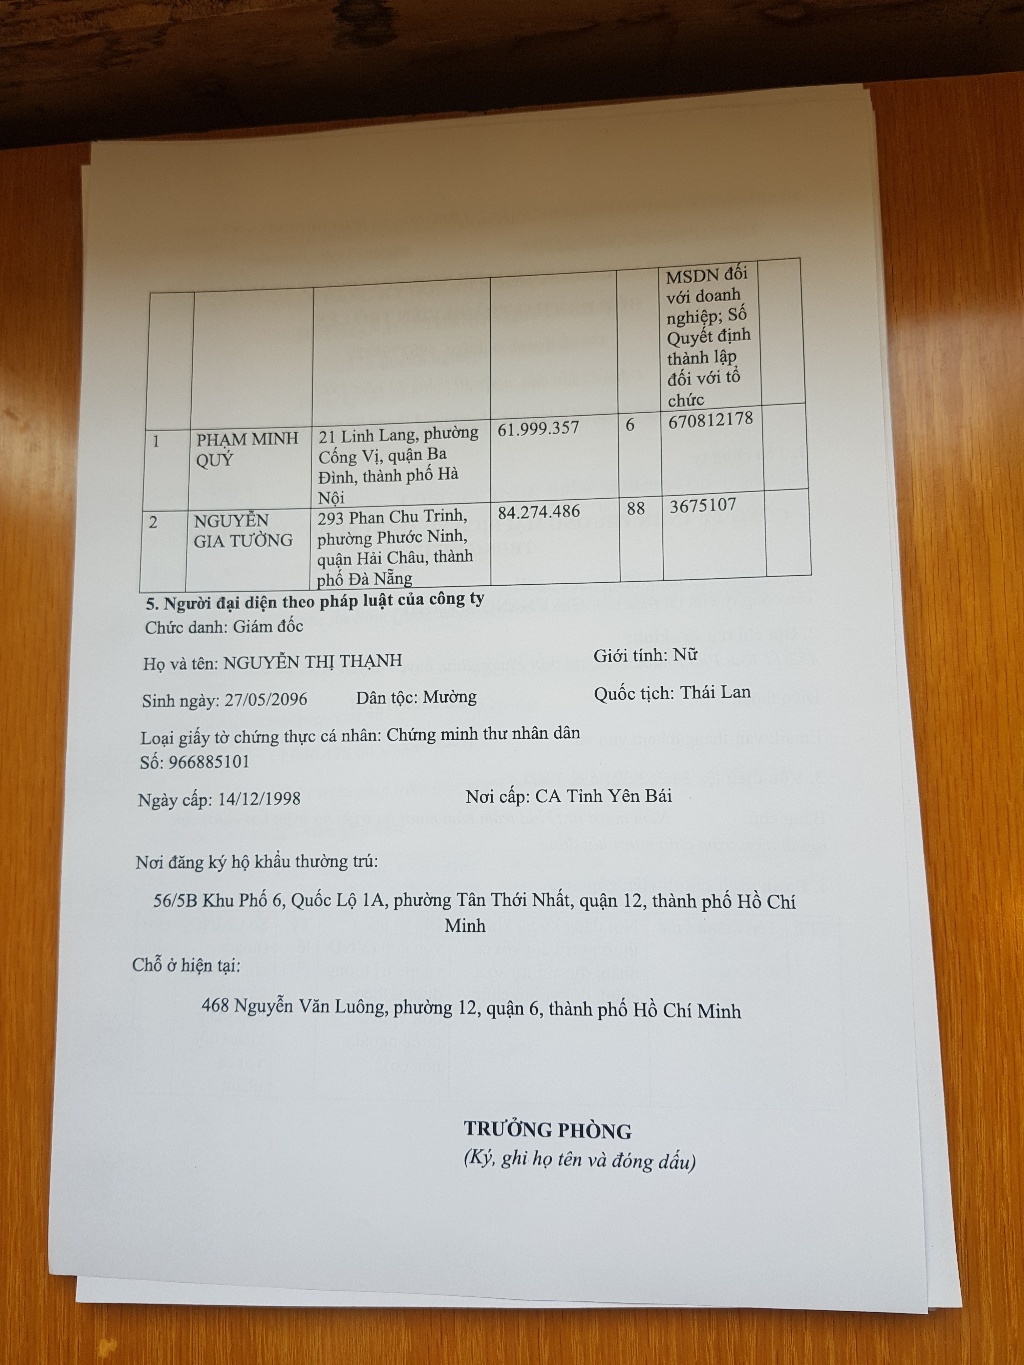 MSDN đối
với doanh
nghiệp; Số
Quyết định
thành lập
đối với tổ
chức
1 PHẠM MINH 21 Linh Lang, phường 61.999.357 6 670812178
QUÝ Cống Vị, quận Ba
Đình, thành phố Hà
Nội
2 NGUYỄN 293 Phan Chu Trinh, 84.274.486 88 3675107
GIA TƯỜNG phường Phước Ninh,
quận Hải Châu, thành
phố Đà Nẵng
5. Người đại diện theo pháp luật của công ty
Chức danh: Giám đốc
Họ và tên: NGUYỄN THỊ THẠNH Giới tính: Nữ
Sinh ngày: 27/05/2096 Dân tộc: Mường Quốc tịch: Thái Lan
Loại giấy tờ chứng thực cá nhân: Chứng minh thư nhân dân
Số: 966885101
Ngày cấp: 14/12/1998 Nơi cấp: CA Tỉnh Yên Bái
Nơi đăng ký hộ khẩu thường trú:
56/5B Khu Phố 6, Quốc Lộ 1A, phường Tân Thới Nhất, quận 12, thành phố Hồ Chí
Minh
Chỗ ở hiện tại:
468 Nguyễn Văn Luông, phường 12, quận 6, thành phố Hồ Chí Minh
TRƯỞNG PHÒNG
(Ký, ghi họ tên và đóng dấu)